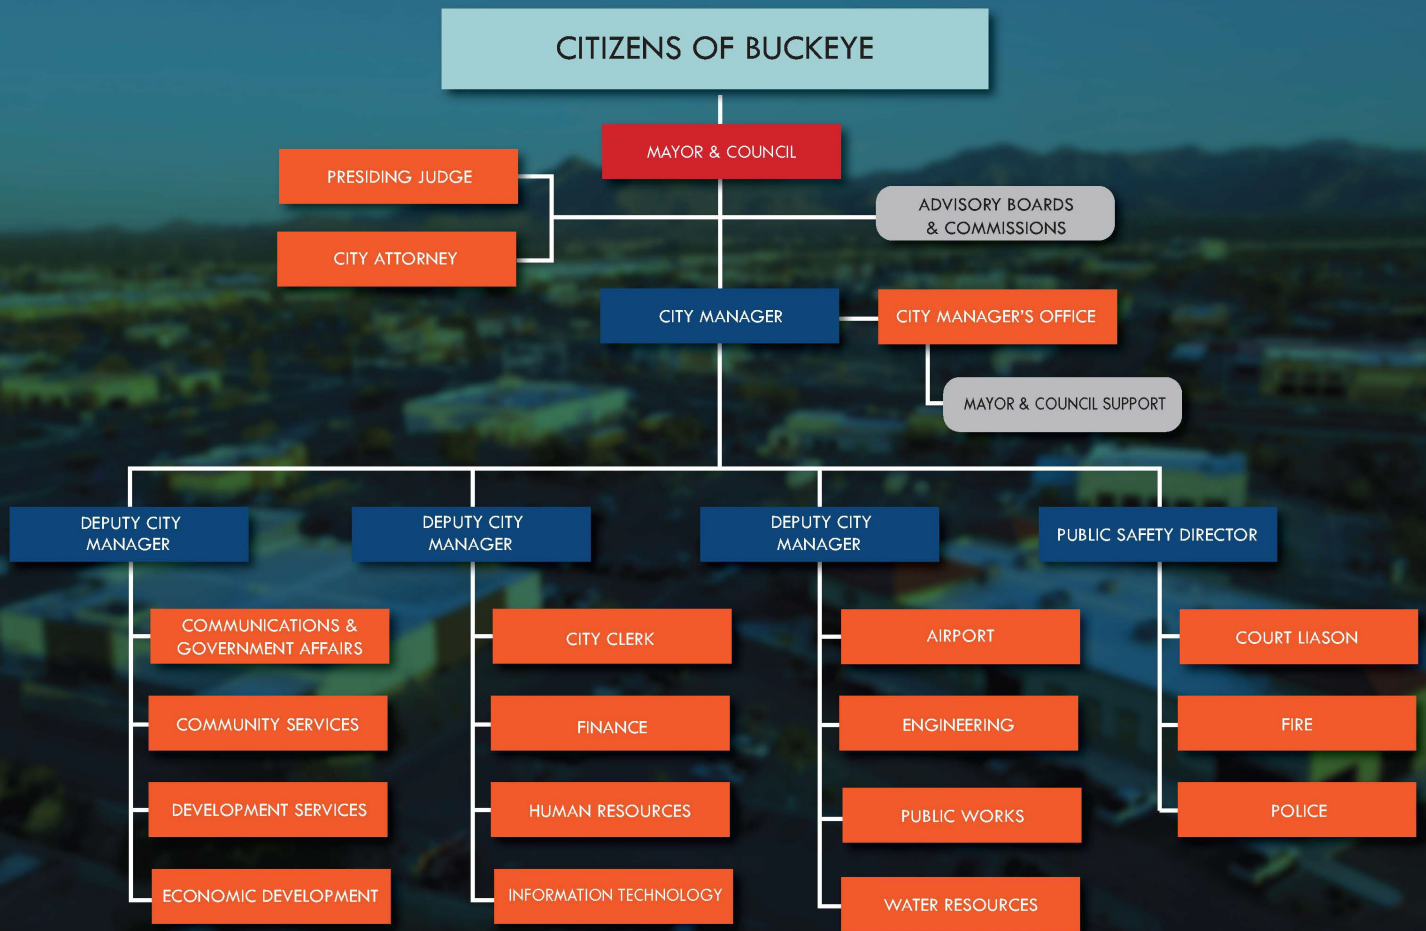 CITIZENS OF BUCKEYE
MAYOR & COUNCIL
PRESIDING JUDGE
CITY ATTORNEY
ADVISORY BOARDS
& COMMISSIONS
CITY MANAGER
CITY MANAGER'S OFFICE
MAYOR & COUNCIL SUPPORT
DEPUTY CITY
MANAGER
COMMUNICATIONS &
GOVERNMENT AFFAIRS
COMMUNITY SERVICES
DEVELOPMENT SERVICES
ECONOMIC DEVELOPMENT
DEPUTY CITY
MANAGER
CITY CLERK
FINANCE
HUMAN RESOURCES
INFORMATION TECHNOLOGY
DEPUTY CITY
MANAGER
AIRPORT
ENGINEERING
PUBLIC WORKS
WATER RESOURCES
PUBLIC SAFETY DIRECTOR
COURT LIASON
FIRE
POLICE